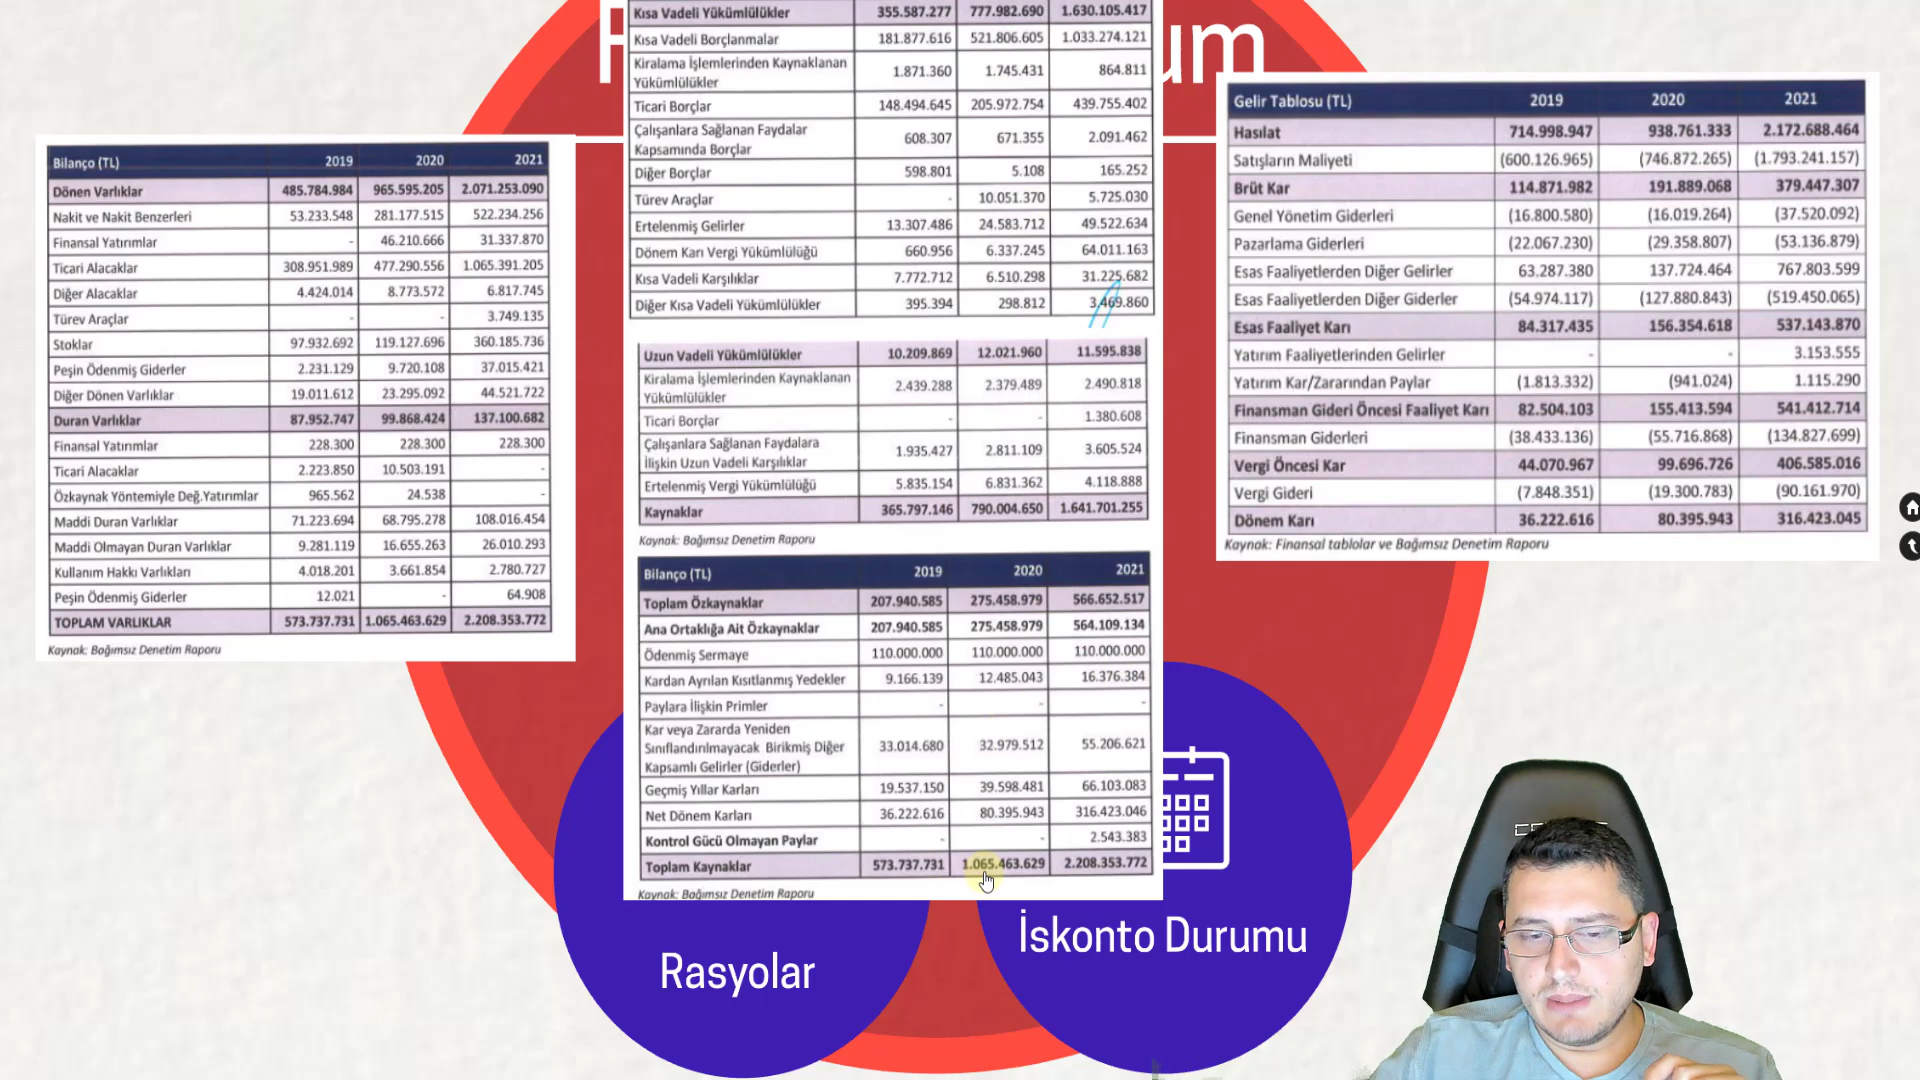 um
Bilanço (TL) 2019 2020 2021
Dönen Varlıklar 485.784.984 965.595.205 2.071.253.090
Nakit ve Nakit Benzerleri 53.233.548 281.177.515 522.234.256
Finansal Yatırımlar - 46.210.666 31.337.870
Ticari Alacaklar 308.951.989 477.290.556 1.065.391.205
Diğer Alacaklar 4.424.014 8.773.572 6.817.745
Türev Araçlar - - 3.749.135
Stoklar 97.932.692 119.127.696 360.185.736
Peşin Ödenmiş Giderler 2.231.129 9.720.108 37.015.421
Diğer Dönen Varlıklar 19.011.612 23.295.092 44.521.722
Duran Varlıklar 87.952.747 99.868.424 137.100.682
Finansal Yatırımlar 228.300 228.300 228.300
Ticari Alacaklar 2.223.850 10.503.191 -
Özkaynak Yöntemiyle Değ.Yatırımlar 965.562 24.538 -
Maddi Duran Varlıklar 71.223.694 68.795.278 108.016.454
Maddi Olmayan Duran Varlıklar 9.281.119 16.655.263 26.010.293
Kullanım Hakkı Varlıkları 4.018.201 3.661.854 2.780.727
Peşin Ödenmiş Giderler 12.021 - 64.908
TOPLAM VARLIKLAR 573.737.731 1.065.463.629 2.208.353.772
Kaynak: Bağımsız Denetim Raporu
Kısa Vadeli Yükümlülükler 355.587.277 777.982.690 1.630.105.417
Kısa Vadeli Borçlanmalar 181.877.616 521.806.605 1.033.274.121
Kiralama İşlemlerinden Kaynaklanan
Yükümlülükler 1.871.360 1.745.431 864.811
Ticari Borçlar 148.494.645 205.972.754 439.755.402
Çalışanlara Sağlanan Faydalar
Kapsamında Borçlar 608.307 671.355 2.091.462
Diğer Borçlar 598.801 5.108 165.252
Türev Araçlar - 10.051.370 5.725.030
Ertelenmiş Gelirler 13.307.486 24.583.712 49.522.634
Dönem Karı Vergi Yükümlülüğü 660.956 6.337.245 64.011.163
Kısa Vadeli Karşılıklar 7.772.712 6.510.298 31.225.682
Diğer Kısa Vadeli Yükümlülükler 395.394 298.812 3.469.860
Uzun Vadeli Yükümlülükler 10.209.869 12.021.960 11.595.838
Kiralama İşlemlerinden Kaynaklanan
Yükümlülükler 2.439.288 2.379.489 2.490.818
Ticari Borçlar - - 1.380.608
Çalışanlara Sağlanan Faydalara
İlişkin Uzun Vadeli Karşılıklar 1.935.427 2.811.109 3.605.524
Ertelenmiş Vergi Yükümlülüğü 5.835.154 6.831.362 4.118.888
Kaynaklar 365.797.146 790.004.650 1.641.701.255
Kaynak: Bağımsız Denetim Raporu
Bilanço (TL) 2019 2020 2021
Toplam Özkaynaklar 207.940.585 275.458.979 566.652.517
Ana Ortaklığa Ait Özkaynaklar 207.940.585 275.458.979 564.109.134
Ödenmiş Sermaye 110.000.000 110.000.000 110.000.000
Kardan Ayrılan Kısıtlanmış Yedekler 9.166.139 12.485.043 16.376.384
Paylara İlişkin Primler - - -
Kar veya Zararda Yeniden
Sınıflandırılmayacak Birikmiş Diğer
Kapsamlı Gelirler (Giderler) 33.014.680 32.979.512 55.206.621
Geçmiş Yıllar Karları 19.537.150 39.598.481 66.103.083
Net Dönem Karları 36.222.616 80.395.943 316.423.046
Kontrol Gücü Olmayan Paylar - - 2.543.383
Toplam Kaynaklar 573.737.731 1.065.463.629 2.208.353.772
Kaynak: Bağımsız Denetim Raporu
Gelir Tablosu (TL) 2019 2020 2021
Hasılat 714.998.947 938.761.333 2.172.688.464
Satışların Maliyeti (600.126.965) (746.872.265) (1.793.241.157)
Brüt Kar 114.871.982 191.889.068 379.447.307
Genel Yönetim Giderleri (16.800.580) (16.019.264) (37.520.092)
Pazarlama Giderleri (22.067.230) (29.358.807) (53.136.879)
Esas Faaliyetlerden Diğer Gelirler 63.287.380 137.724.464 767.803.599
Esas Faaliyetlerden Diğer Giderler (54.974.117) (127.880.843) (519.450.065)
Esas Faaliyet Karı 84.317.435 156.354.618 537.143.870
Yatırım Faaliyetlerinden Gelirler - - 3.153.555
Yatırım Kar/Zararından Paylar (1.813.332) (941.024) 1.115.290
Finansman Gideri Öncesi Faaliyet Karı 82.504.103 155.413.594 541.412.714
Finansman Giderleri (38.433.136) (55.716.868) (134.827.699)
Vergi Öncesi Kar 44.070.967 99.696.726 406.585.016
Vergi Gideri (7.848.351) (19.300.783) (90.161.970)
Dönem Karı 36.222.616 80.395.943 316.423.045
Kaynak: Finansal tablolar ve Bağımsız Denetim Raporu
Rasyolar
İskonto Durumu